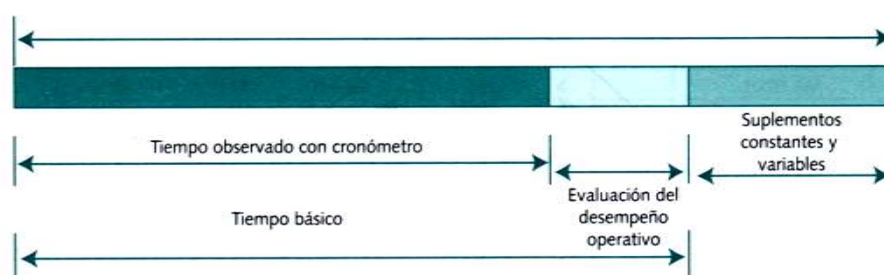 Tiempo observado con cronómetro
Suplementos
constantes y
variables
Tiempo básico
Evaluación del
desempeño
operativo